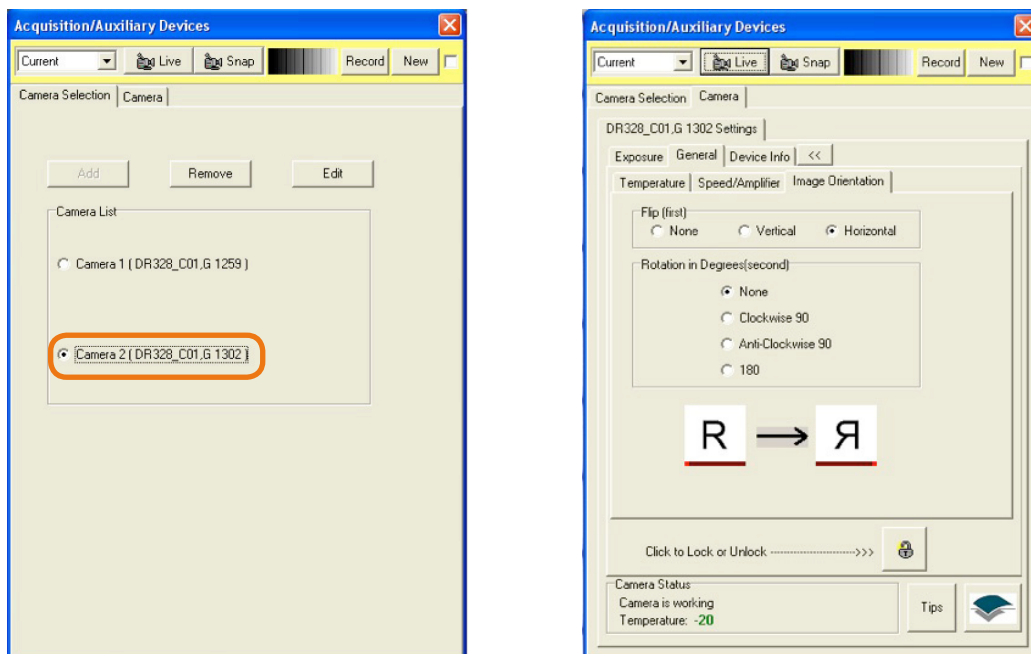 Acquisition/Auxiliary Devices
Current Live Snap Record New
Camera Selection Camera
Add Remove Edit
Camera List
Camera 1 ( DR328_C01,G 1259 )
Camera 2 ( DR328_C01,G 1302 )
Acquisition/Auxiliary Devices
Current Live Snap Record New
Camera Selection Camera
DR328_C01,G 1302 Settings
Exposure General Device Info <<
Temperature Speed/Amplifier Image Orientation
Flip (first)
None Vertical Horizontal
Rotation in Degrees(second)
None
Clockwise 90
Anti-Clockwise 90
180
R Я
Click to Lock or Unlock ------------------------->>>
Camera Status
Camera is working
Temperature: -20
Tips